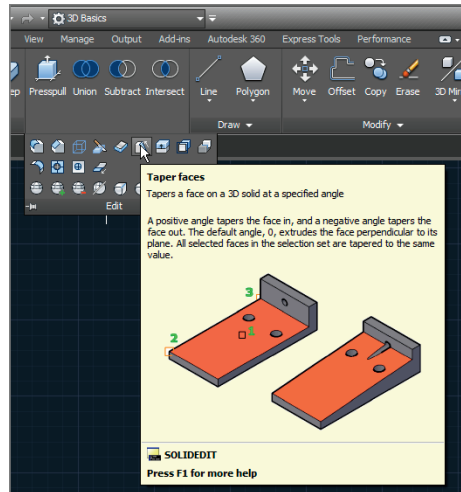 3D Basics
View Manage Output Add-ins Autodesk 360 Express Tools Performance
ep Presspull Union Subtract Intersect Line Polygon Move Offset Copy Erase 3D Mir
Draw Modify
Edit
Taper faces
Tapers a face on a 3D solid at a specified angle
A positive angle tapers the face in, and a negative angle tapers the
face out. The default angle, 0, extrudes the face perpendicular to its
plane. All selected faces in the selection set are tapered to the same
value.
3
1
2
SOLIDEDIT
Press F1 for more help